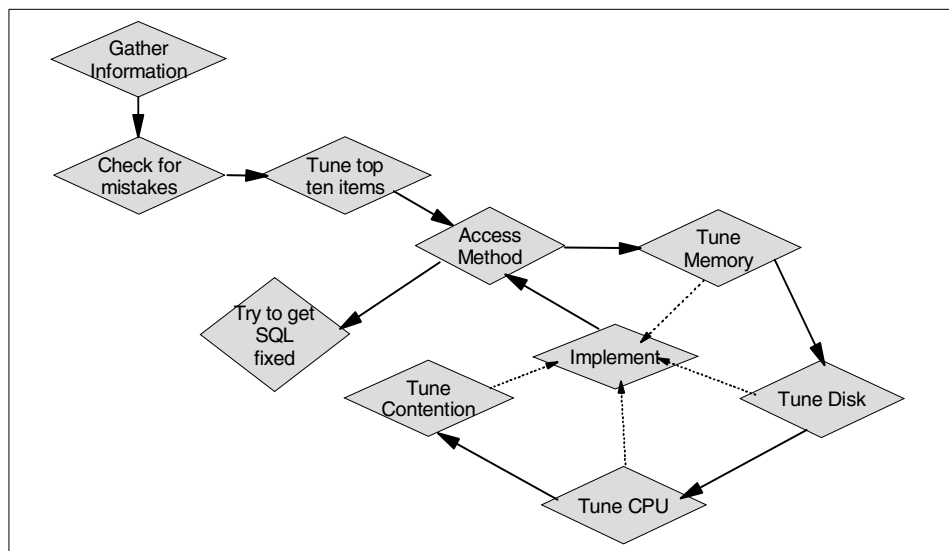 Gather
Information
Check for
mistakes
Tune top
ten items
Access
Method
Tune
Memory
Try to get
SQL
fixed
Implement
Tune
Contention
Tune Disk
Tune CPU